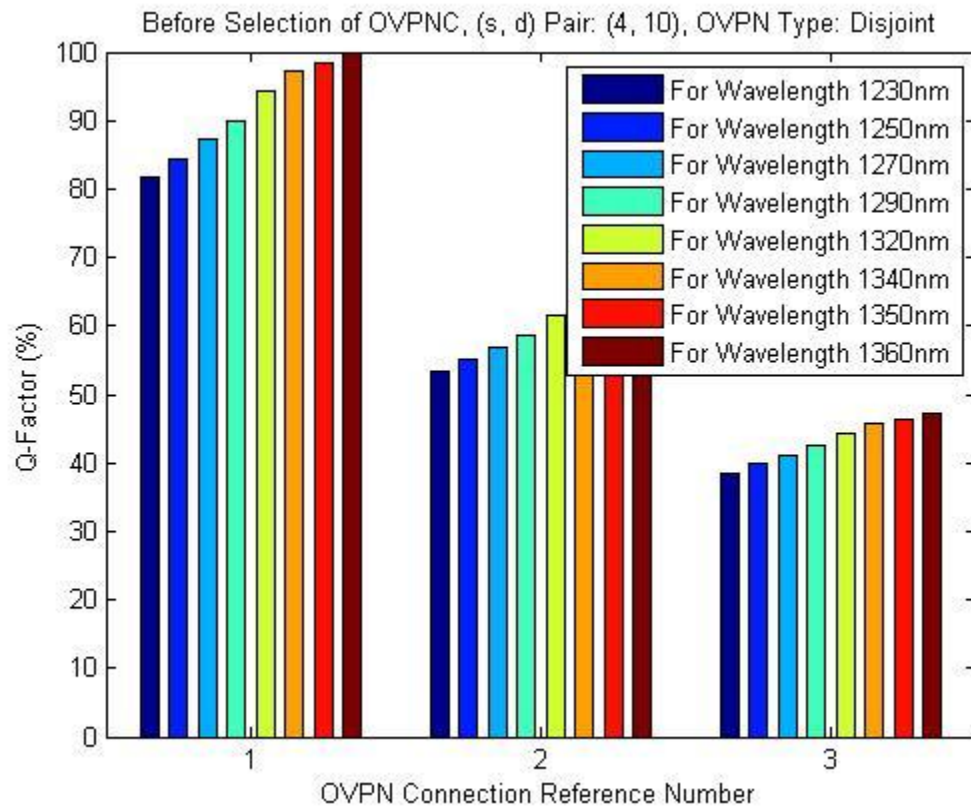 Before Selection of OVPNC, (s, d) Pair: (4, 10), OVPN Type: Disjoint
100
90
80
70
60
50
40
30
20
10
0
Q-Factor (%)
For Wavelength 1230nm
For Wavelength 1250nm
For Wavelength 1270nm
For Wavelength 1290nm
For Wavelength 1320nm
For Wavelength 1340nm
For Wavelength 1350nm
For Wavelength 1360nm
1 2 3
OVPN Connection Reference Number